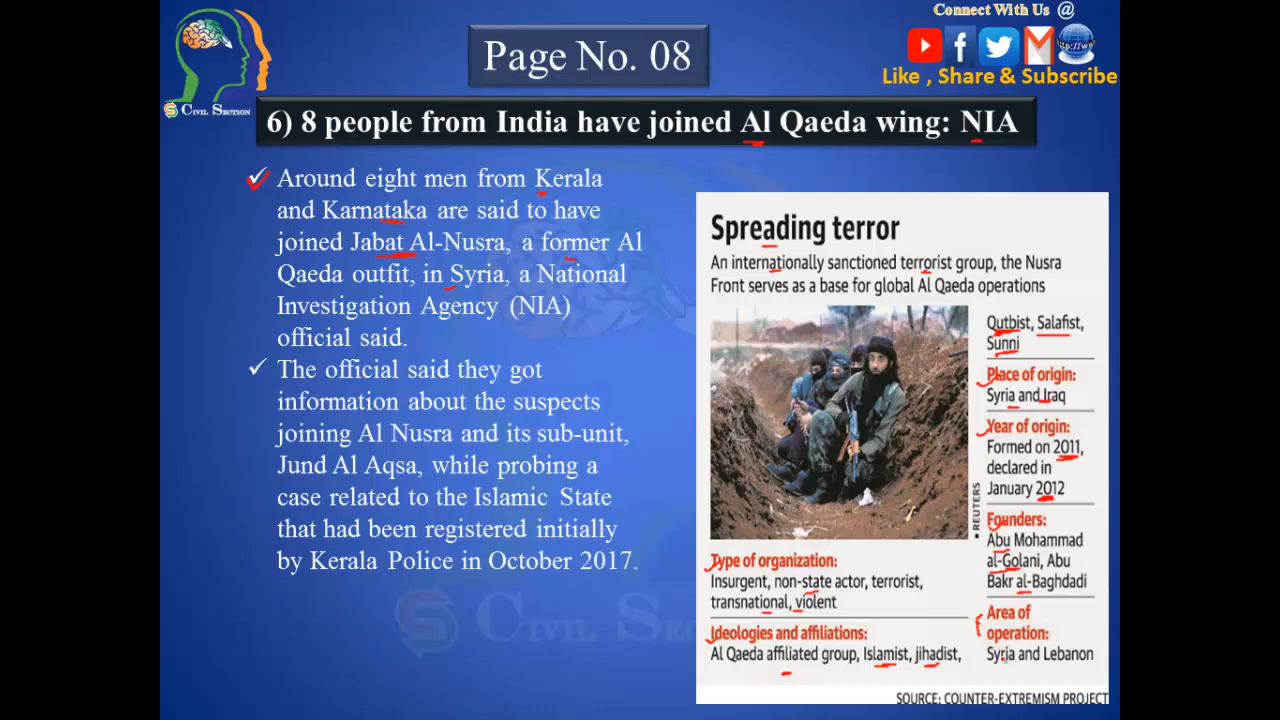 Connect With Us @
Page No. 08
http://ww
Like , Share & Subscribe
CIVIL SECTION
6) 8 people from India have joined Al Qaeda wing: NIA
Around eight men from Kerala
and Karnataka are said to have
joined Jabat Al-Nusra, a former Al
Qaeda outfit, in Syria, a National
Investigation Agency (NIA)
official said.
The official said they got
information about the suspects
joining Al Nusra and its sub-unit,
Jund Al Aqsa, while probing a
case related to the Islamic State
that had been registered initially
by Kerala Police in October 2017.
Spreading terror
An internationally sanctioned terrorist group, the Nusra
Front serves as a base for global Al Qaeda operations
REUTERS
Type of organization:
Insurgent, non-state actor, terrorist,
transnational, violent
Ideologies and affiliations:
Al Qaeda affiliated group, Islamist, jihadist,
Qutbist, Salafist,
Sunni
Place of origin:
Syria and Iraq
Year of origin:
Formed on 2011,
declared in
January 2012
Founders:
Abu Mohammad
al-Golani, Abu
Bakr al-Baghdadi
Area of
operation:
Syria and Lebanon
SOURCE: COUNTER-EXTREMISM PROJECT
CIVIL SE